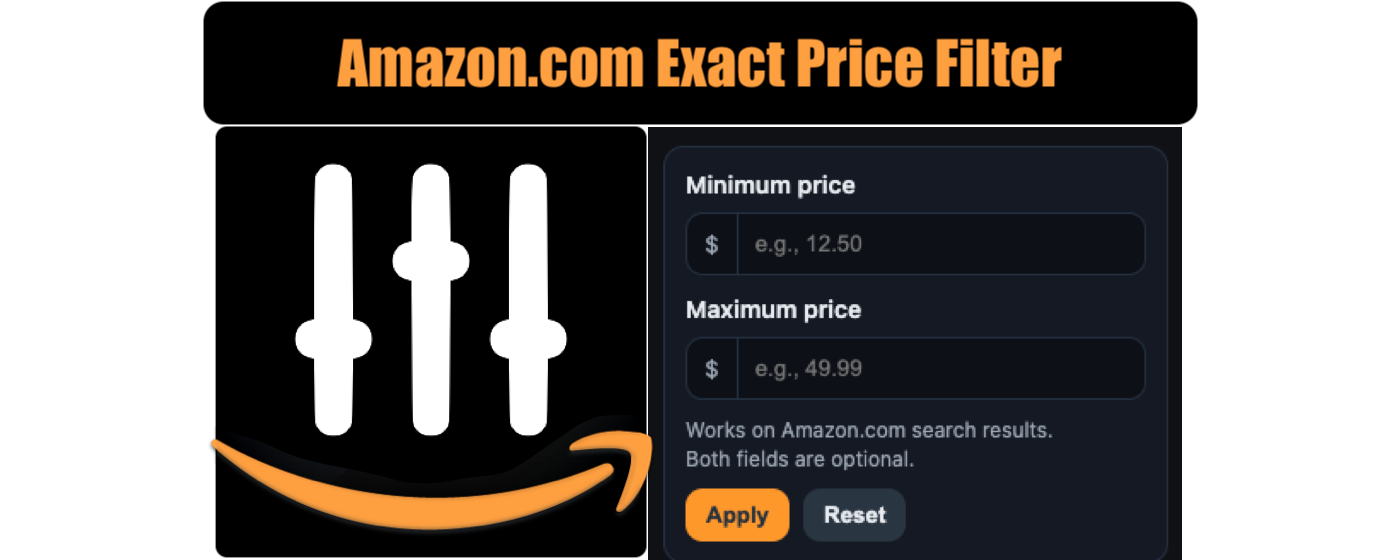 Amazon.com Exact Price Filter
Minimum price
$ e.g., 12.50
Maximum price
$ e.g., 49.99
Works on Amazon.com search results.
Both fields are optional.
Apply Reset